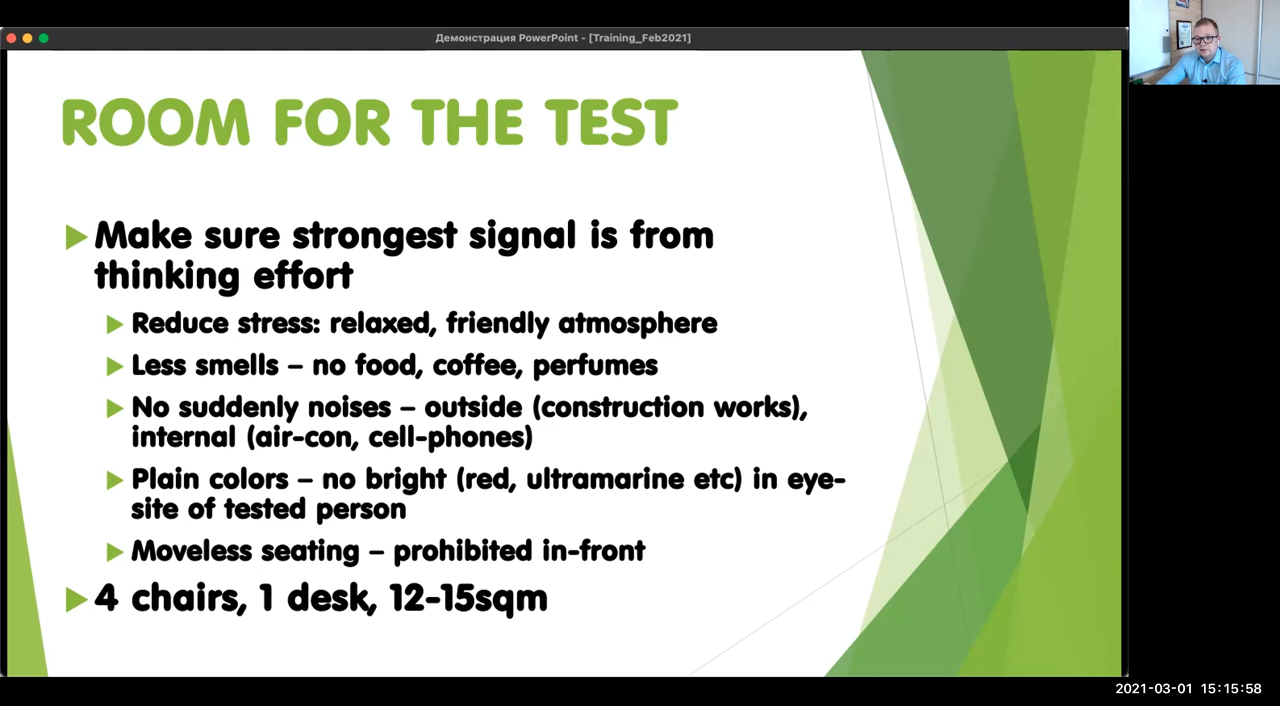 Демонстрация PowerPoint - [Training_Feb2021]
ROOM FOR THE TEST
Make sure strongest signal is from
thinking effort
Reduce stress: relaxed, friendly atmosphere
Less smells – no food, coffee, perfumes
No suddenly noises – outside (construction works),
internal (air-con, cell-phones)
Plain colors – no bright (red, ultramarine etc) in eye-
site of tested person
Moveless seating – prohibited in-front
4 chairs, 1 desk, 12-15sqm
2021-03-01 15:15:58